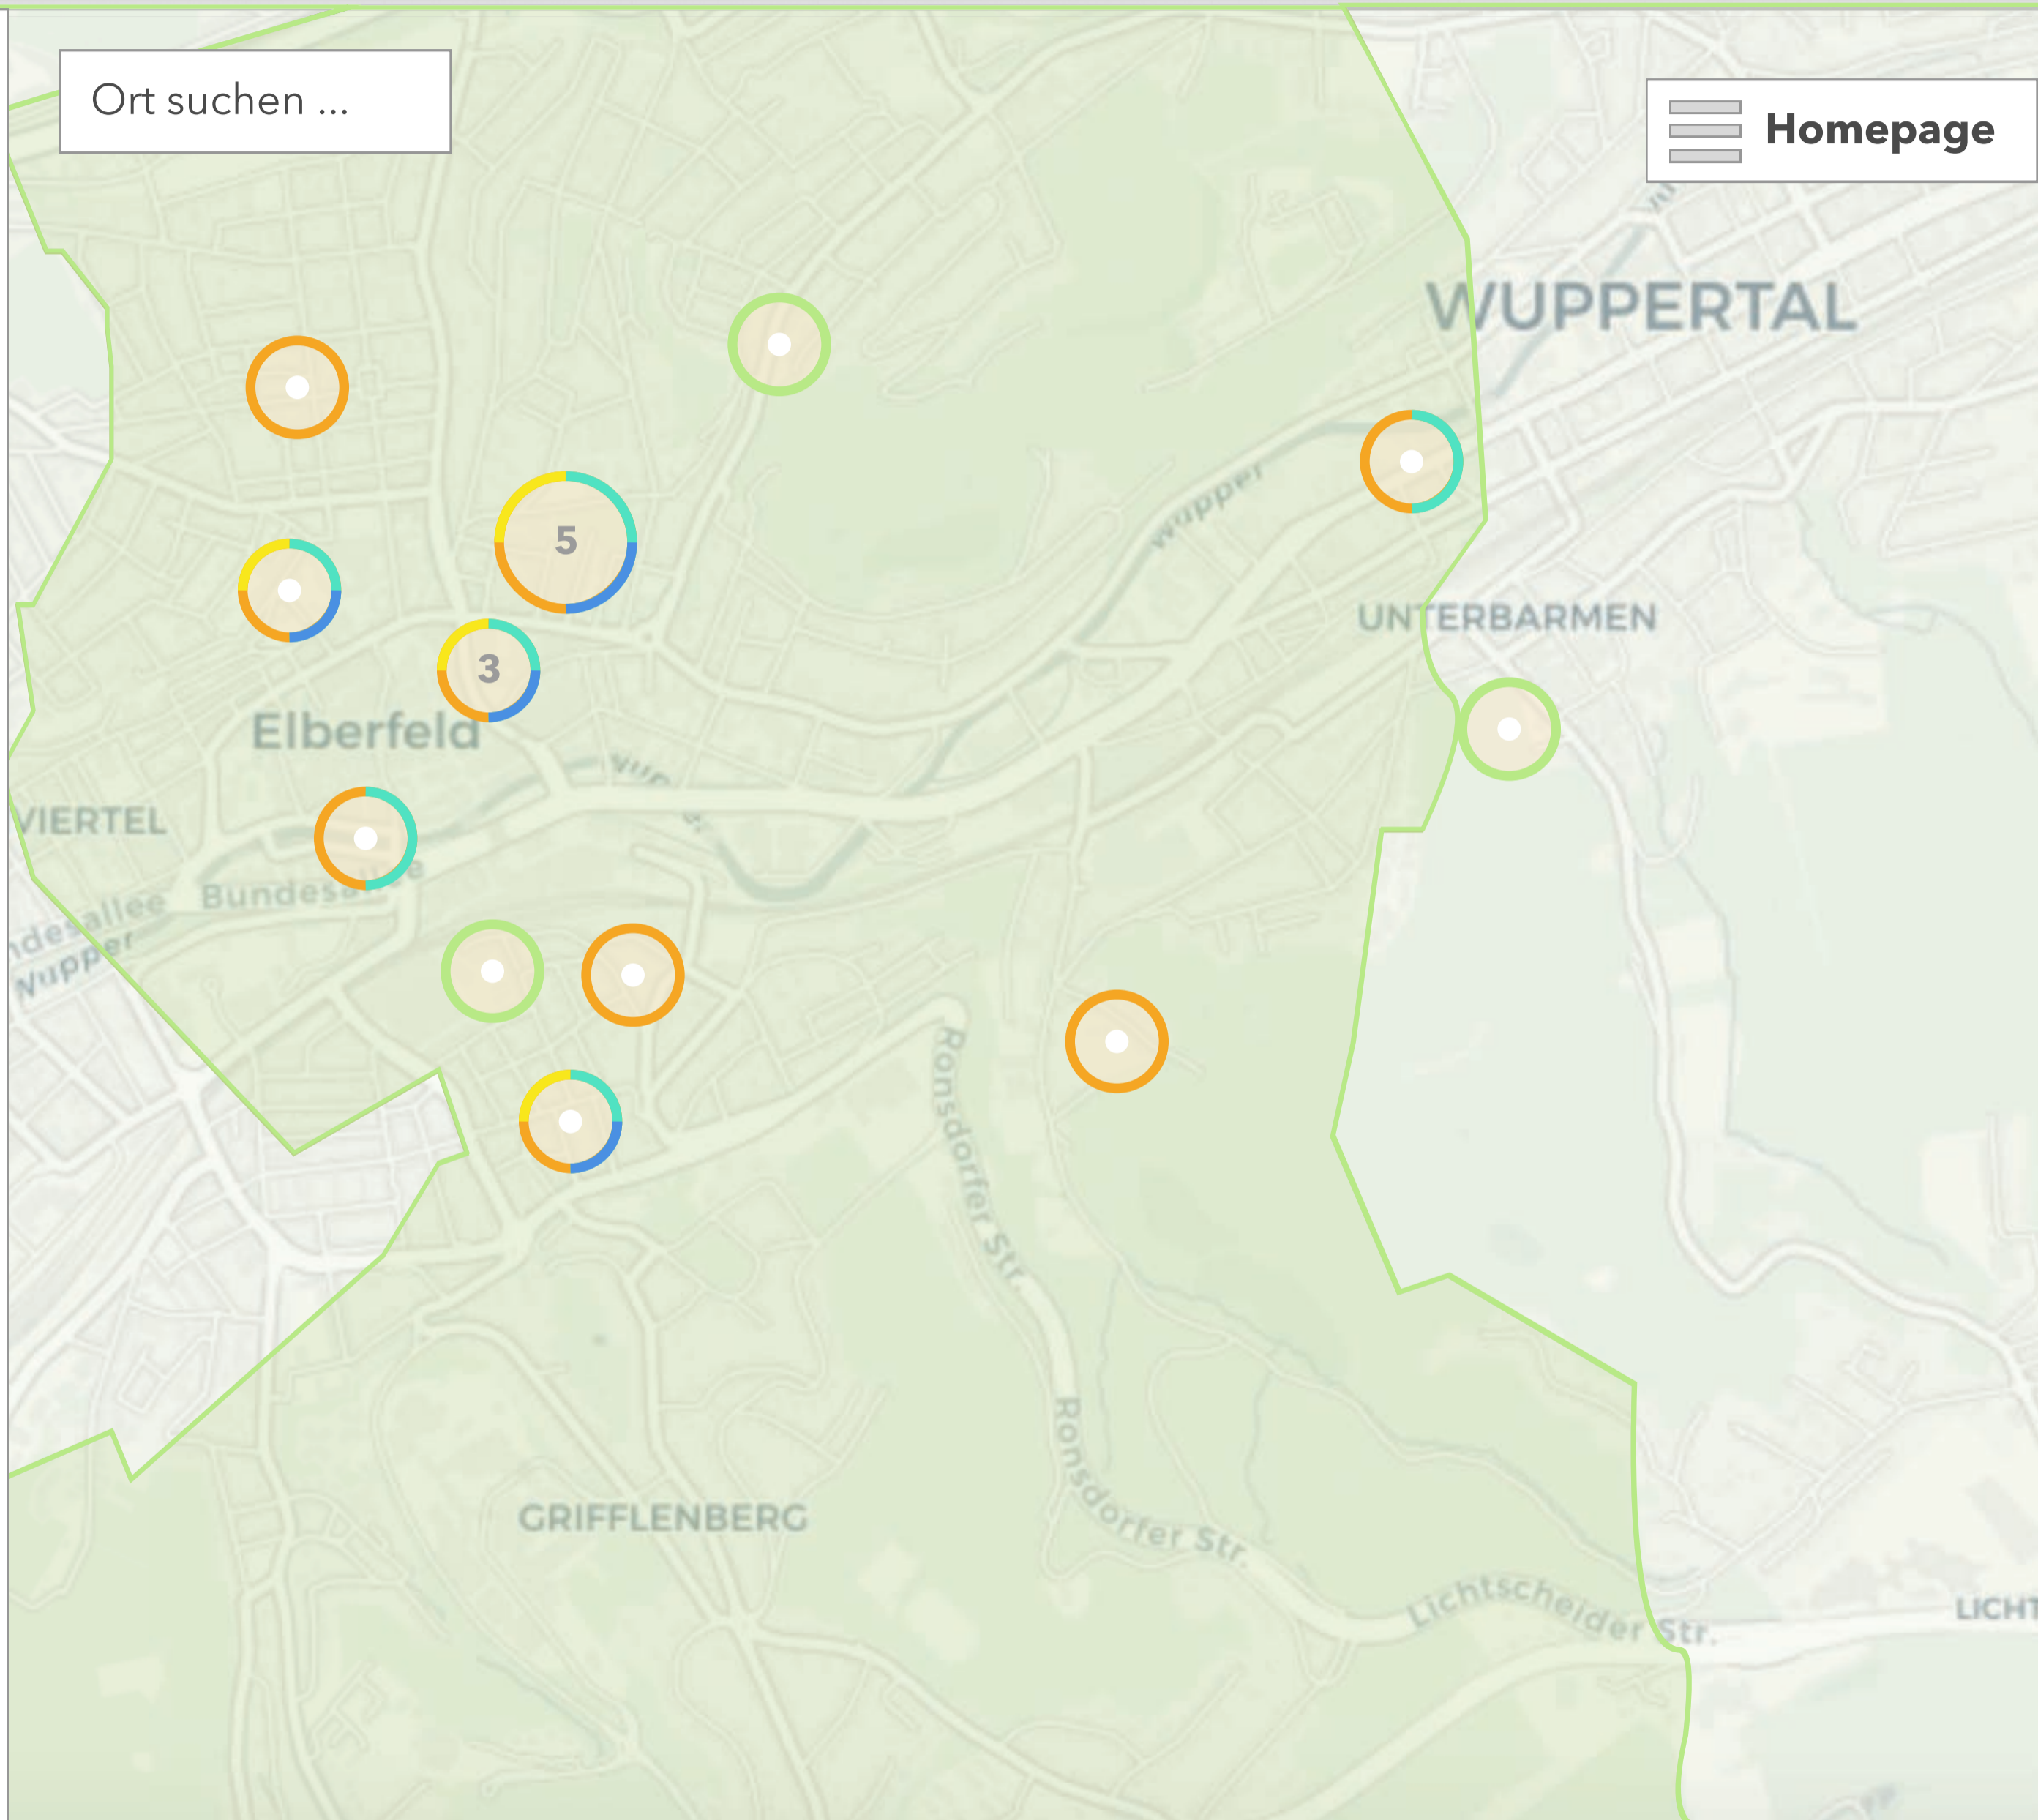 Ort suchen ...
Homepage
WUPPERTAL
5
Wupper
UNTERBARMEN
3
Elberfeld
VIERTEL
Bundesallee
Wupper
Ronsdorfer Str.
Ronsdorfer Str.
GRIFFLENBERG
Lichtscheider Str.